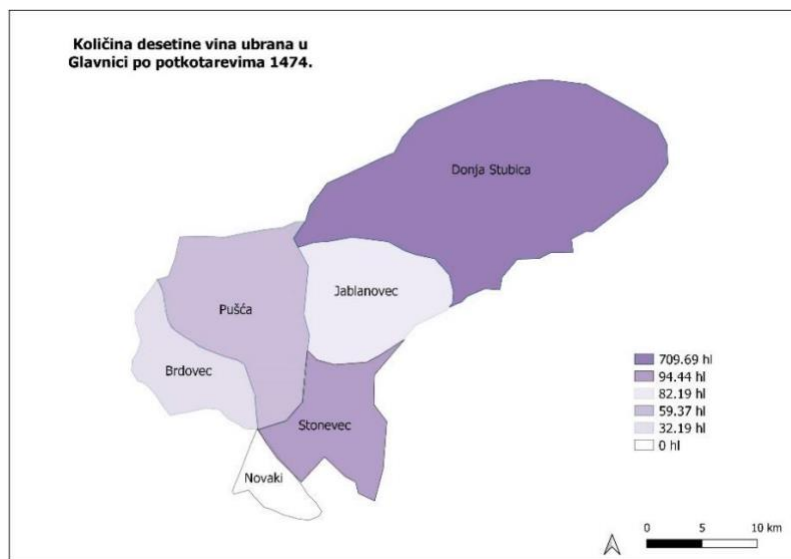 Količina desetine vina ubrana u
Glavnici po potkotarevima 1474.
Donja Stubica
Jablanovec
Pušća
Brdovec
Stonevec
Novaki
709.69 hl
94.44 hl
82.19 hl
59.37 hl
32.19 hl
0 hl
0 5 10 km